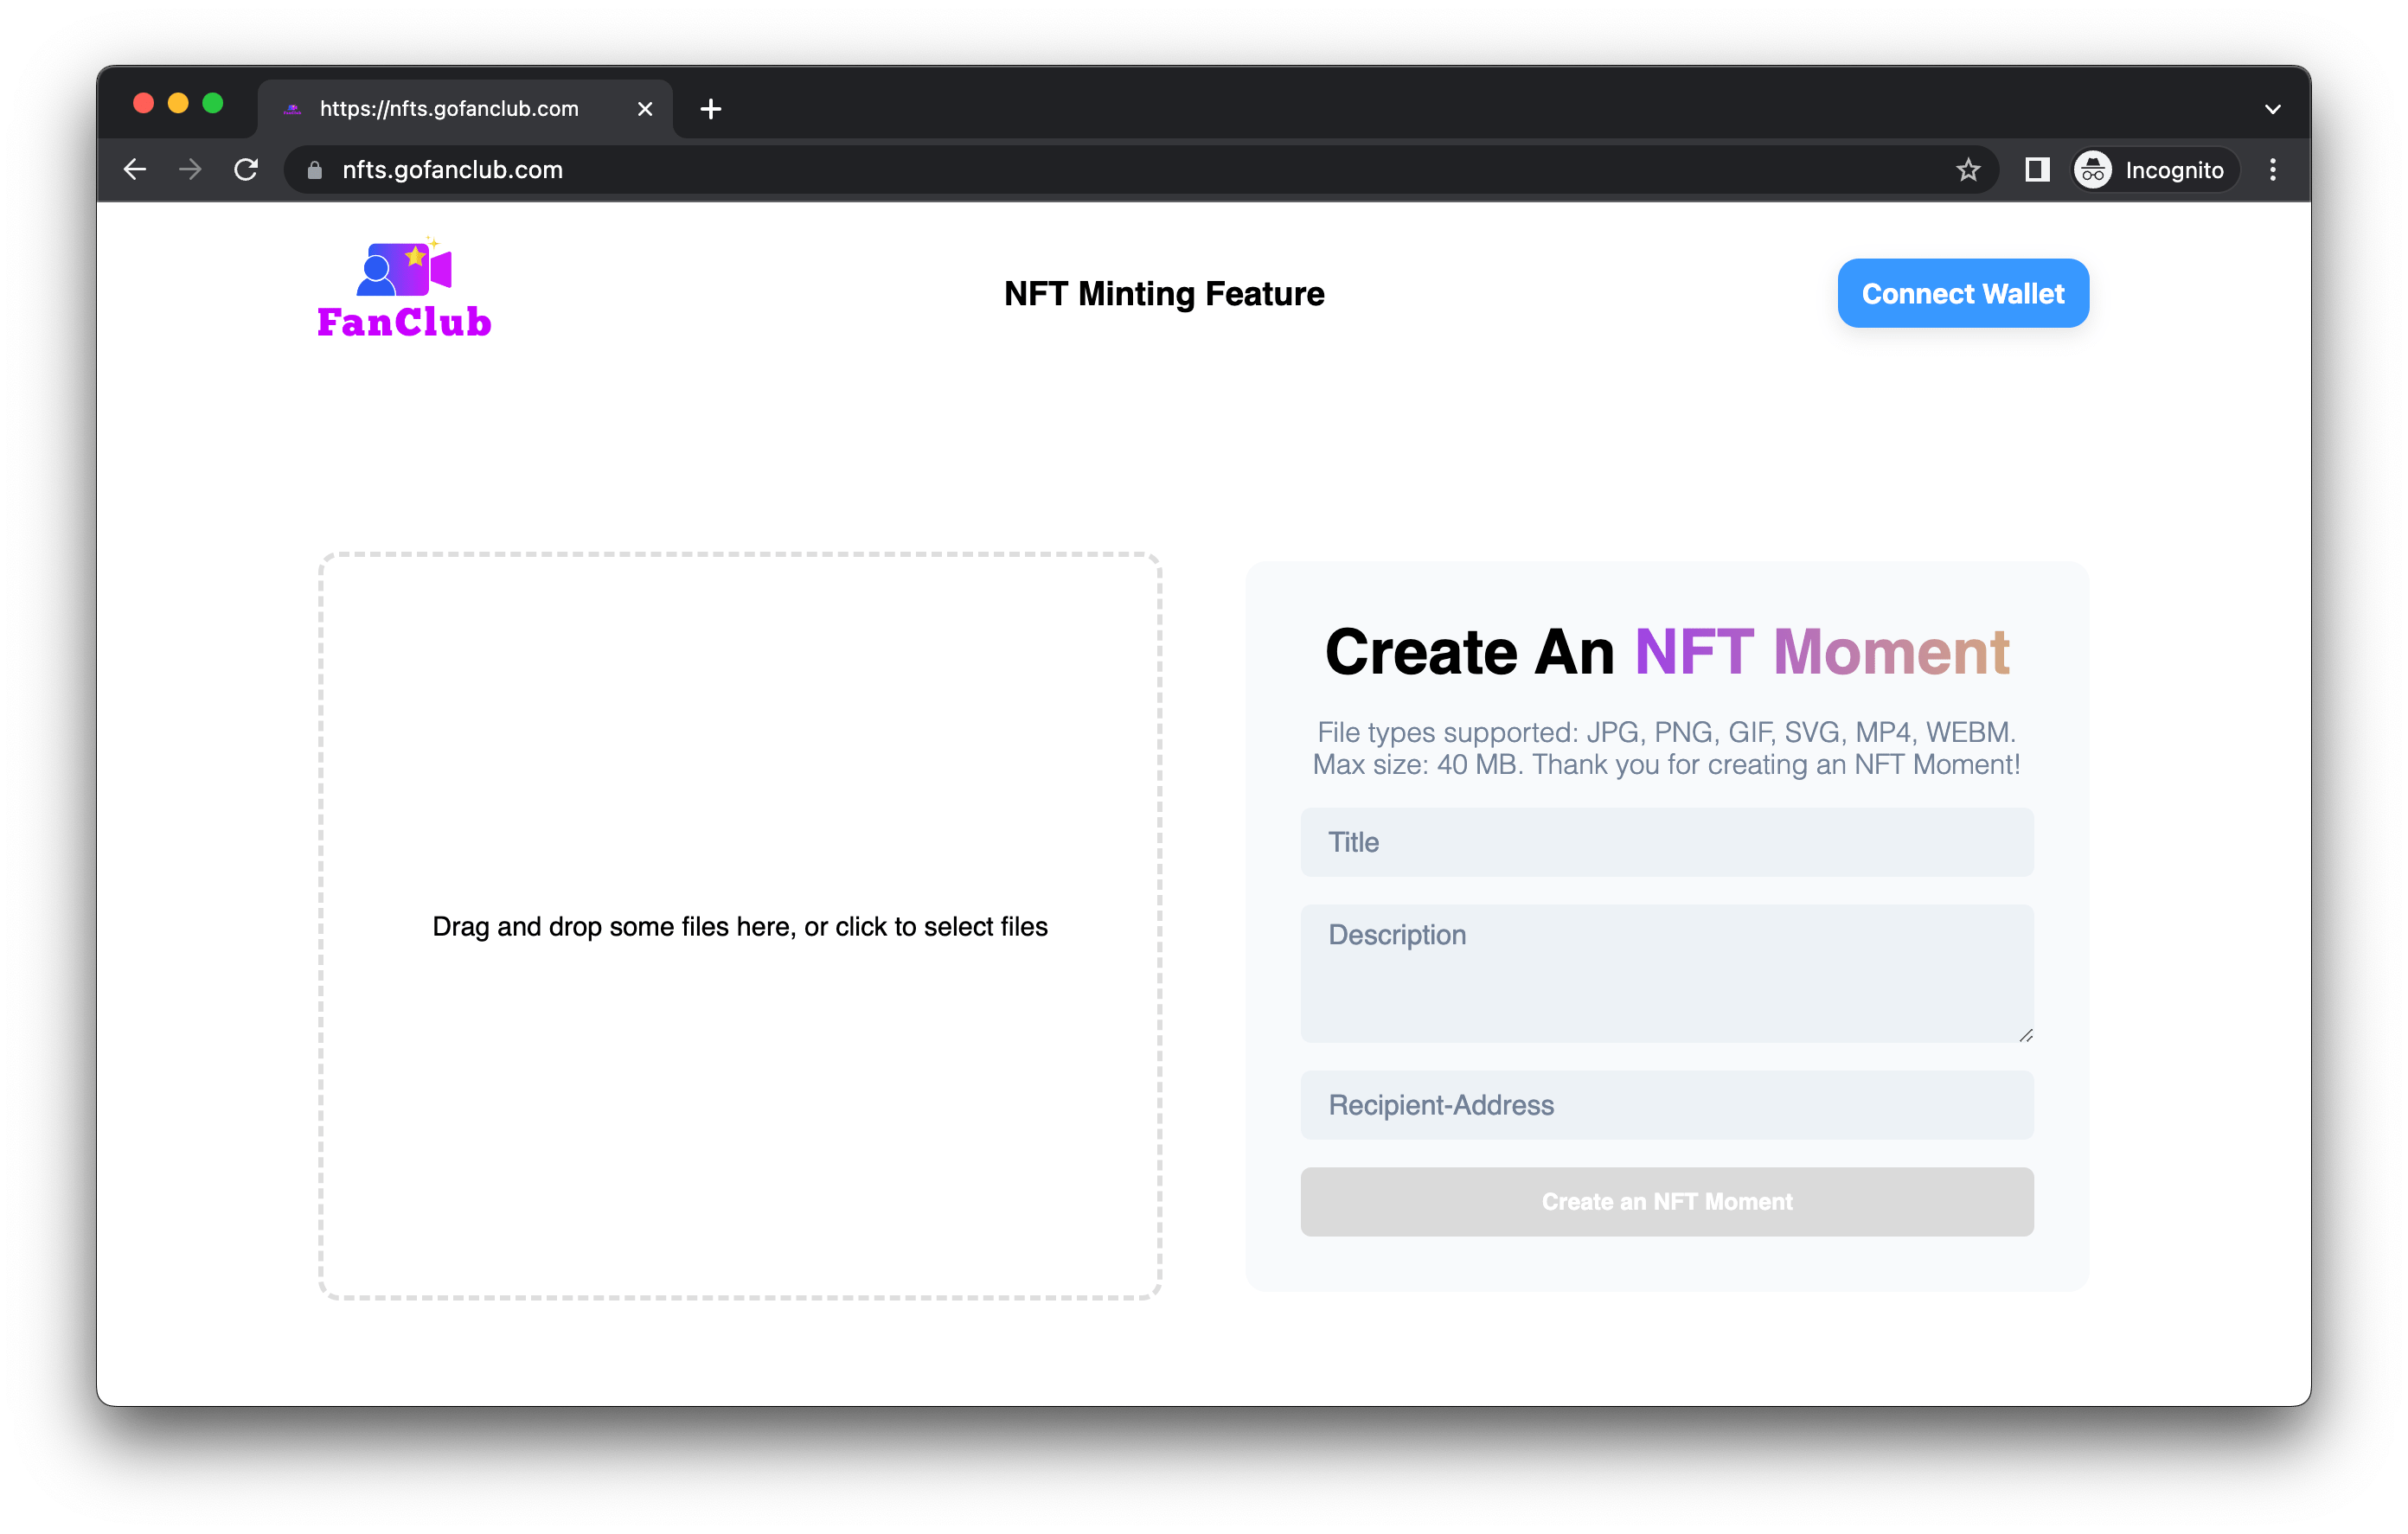 https://nfts.gofanclub.com
nfts.gofanclub.com
Incognito
FanClub
NFT Minting Feature
Connect Wallet
Drag and drop some files here, or click to select files
Create An NFT Moment
File types supported: JPG, PNG, GIF, SVG, MP4, WEBM.
Max size: 40 MB. Thank you for creating an NFT Moment!
Title
Description
Recipient-Address
Create an NFT Moment